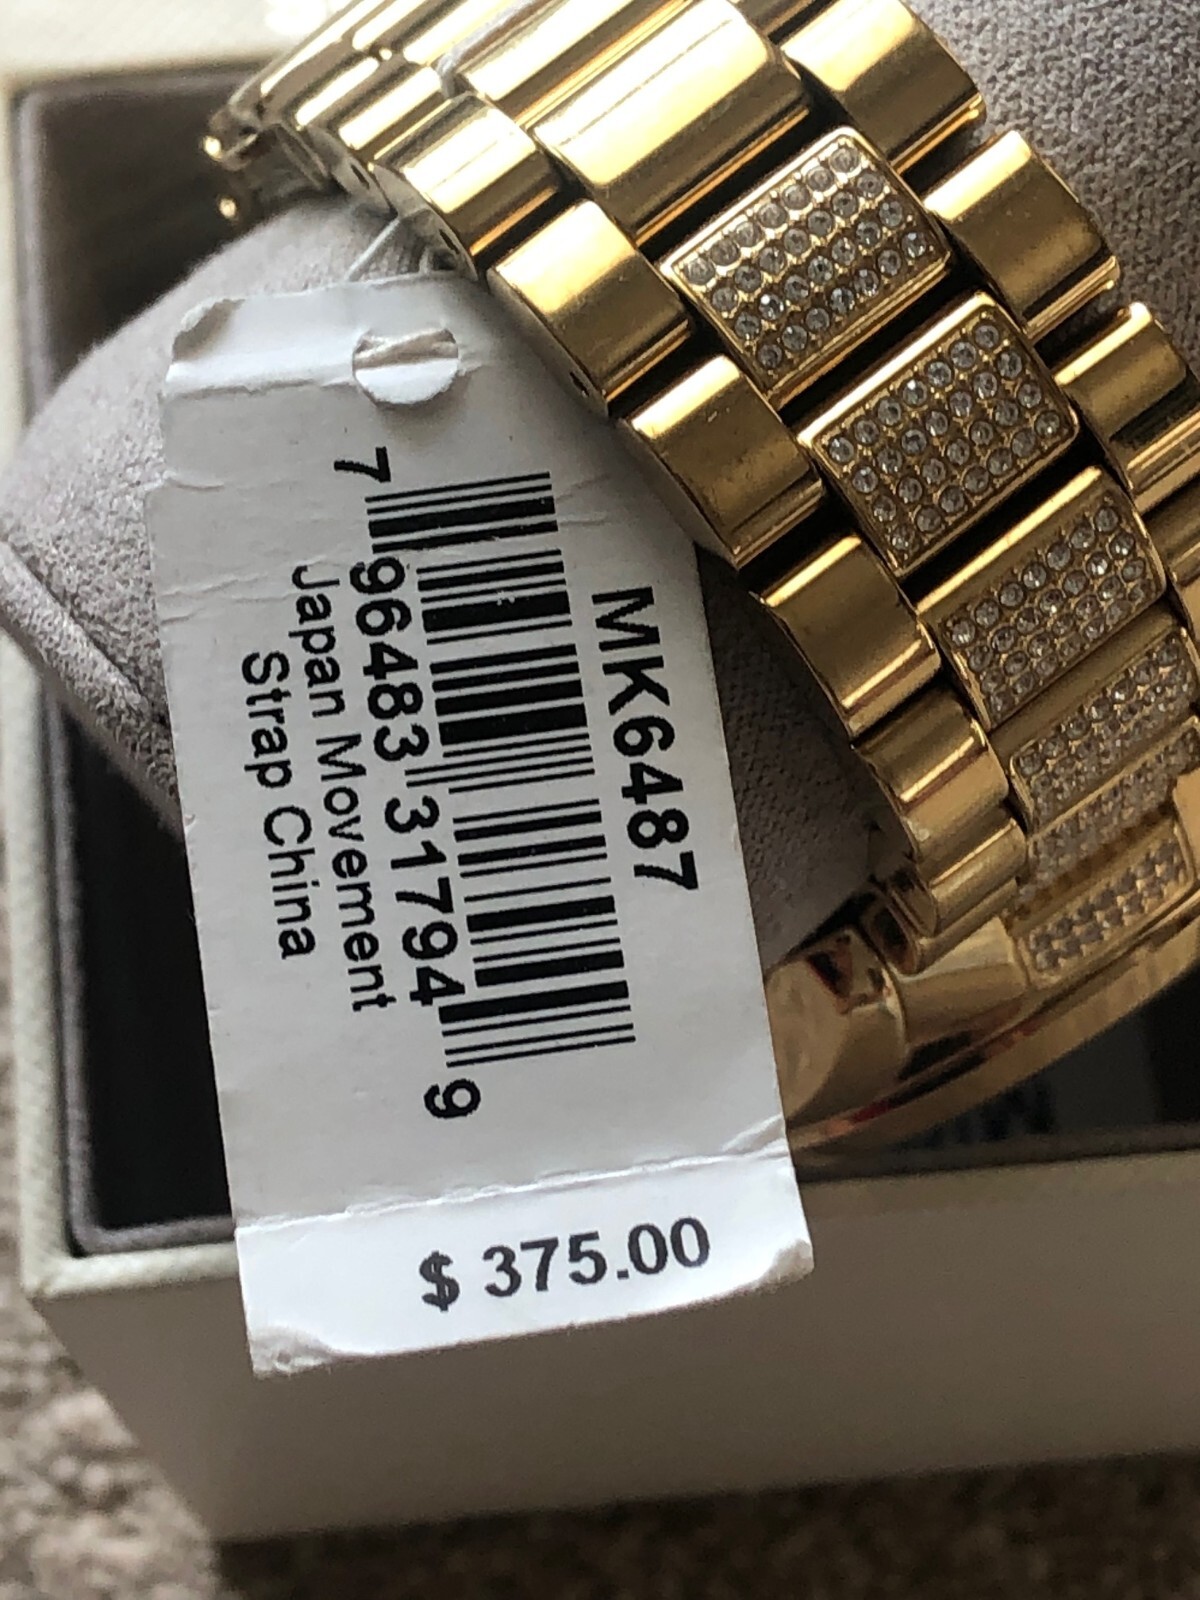 MK6487
7 96483 31794 9
Japan Movement
Strap China
$ 375.00